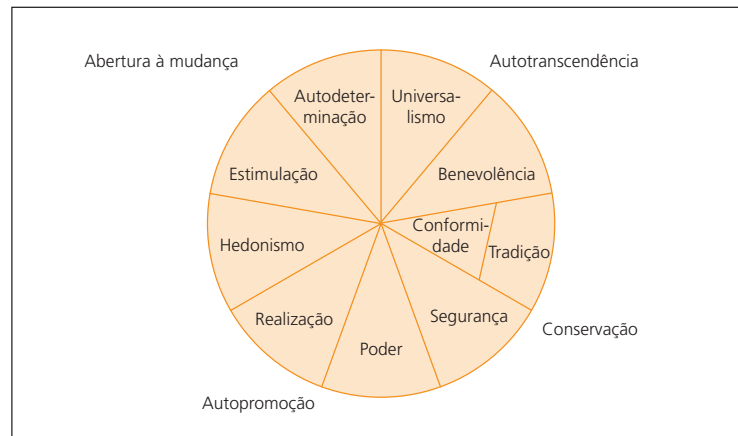 Abertura à mudança
Autotranscendência
Autodeter-
minação
Universa-
lismo
Estimulação
Benevolência
Conformi-
dade
Tradição
Hedonismo
Realização
Segurança
Poder
Conservação
Autopromoção